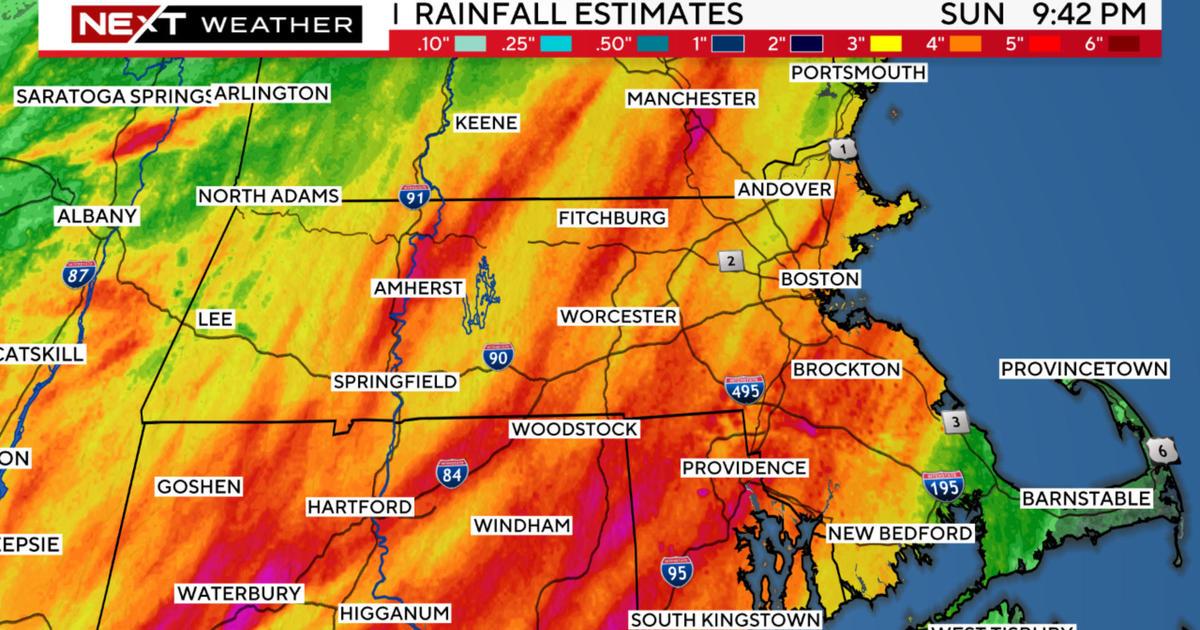 NEXT WEATHER
I RAINFALL ESTIMATES
SUN 9:42 PM
.10" .25" .50" 1" 2" 3" 4" 5" 6"
PORTSMOUTH
SARATOGA SPRINGS
ARLINGTON
MANCHESTER
KEENE
1
ANDOVER
NORTH ADAMS
91
ALBANY
FITCHBURG
2
87
BOSTON
AMHERST
LEE
WORCESTER
CATSKILL
90
BROCKTON
PROVINCETOWN
SPRINGFIELD
495
3
WOODSTOCK
6
ON
PROVIDENCE
84
195
GOSHEN
BARNSTABLE
HARTFORD
WINDHAM
NEW BEDFORD
EEPSIE
95
WATERBURY
HIGGANUM
SOUTH KINGSTOWN
WEST TISBURY